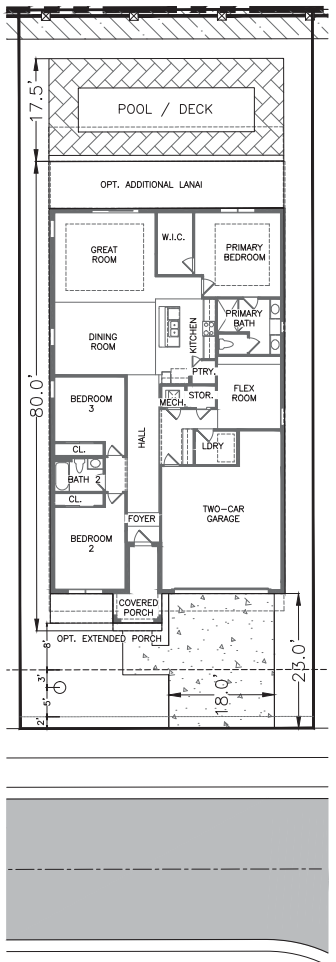 17.5'
POOL / DECK
OPT. ADDITIONAL LANAI
GREAT
ROOM
W.I.C.
PRIMARY
BEDROOM
80.0'
DINING
ROOM
KITCHEN
PRIMARY
BATH
PTRY.
BEDROOM
3
MECH.
STOR.
FLEX
ROOM
HALL
CL.
LDRY
BATH 2
CL.
TWO-CAR
GARAGE
FOYER
BEDROOM
2
COVERED
PORCH
OPT. EXTENDED PORCH
8'
3'
5'
2'
18.0'
23.0'